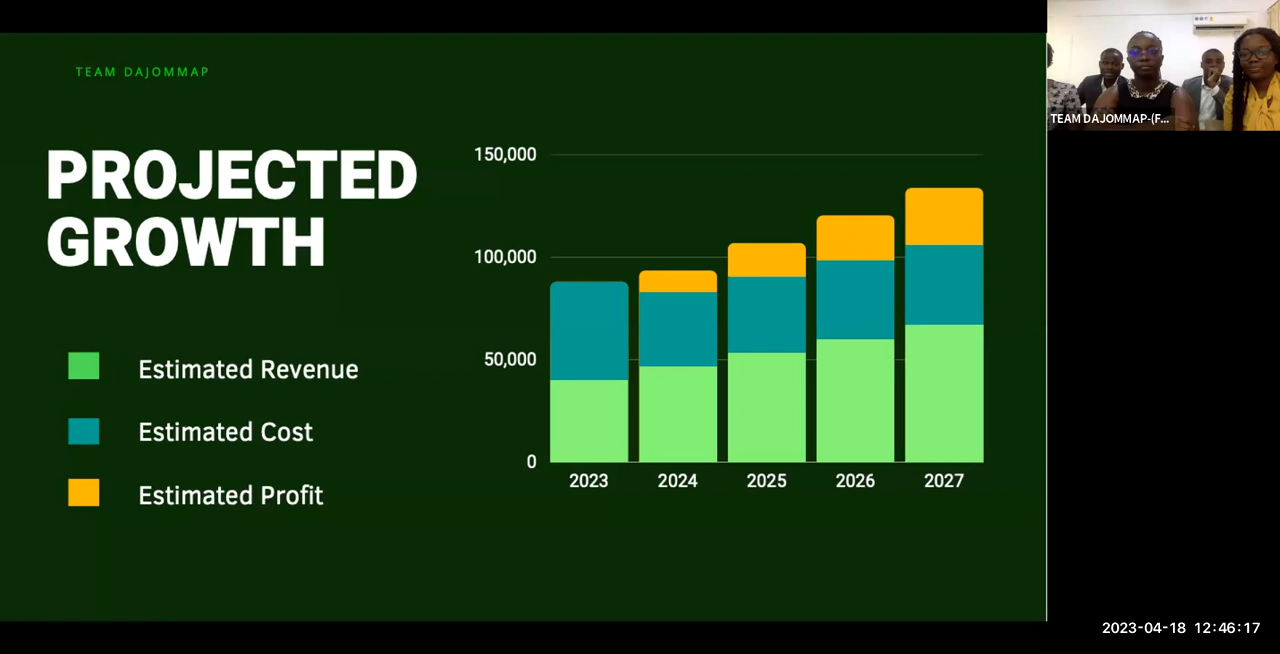 TEAM DAJOMMAP
PROJECTED
GROWTH
Estimated Revenue
Estimated Cost
Estimated Profit
150,000
100,000
50,000
0
2023 2024 2025 2026 2027
TEAM DAJOMMAP-(F...
2023-04-18 12:46:17